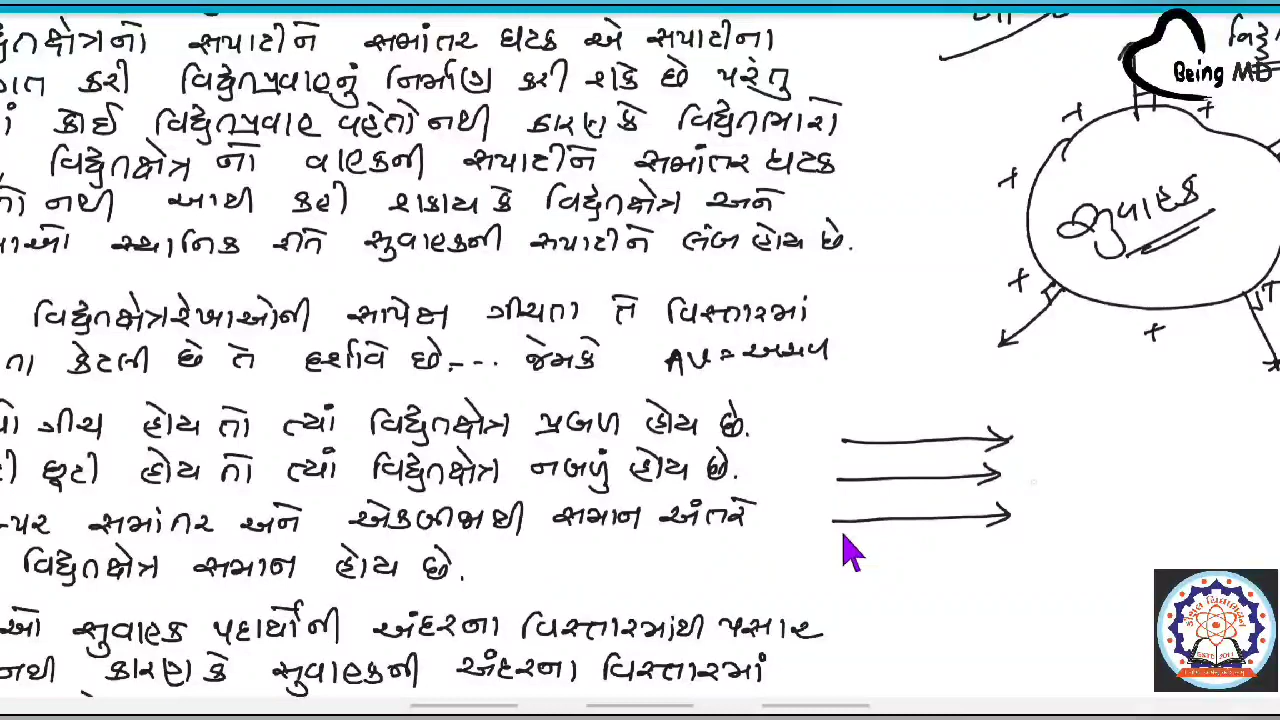 વિદ્યુતક્ષેત્રનો સપાટીને સમાંતર ઘટક એ સપાટીના
ગત કરી વિદ્યુતપ્રવાહનું નિર્માણ કરી શકે છે પરંતુ
માં કોઈ વિદ્યુતપ્રવાહ વહેતો નથી કારણ કે વિદ્યુતભારો
વિદ્યુતક્ષેત્ર નો વાહકની સપાટીને સમાંતર ઘટક
તો નથી આથી કહી શકાય કે વિદ્યુતક્ષેત્ર અને
ખાઓ સ્થાનિક રીતે સુવાહકની સપાટીને લંબ હોય છે.
વિદ્યુતક્ષેત્રરેખાઓની સાપેક્ષ ગીચતા તે વિસ્તારમાં
તા કેટલી છે તે દર્શાવે છે.... જેમકે
ગીચ હોય તો ત્યાં વિદ્યુતક્ષેત્ર પ્રબળ હોય છે.
છૂટી હોય તો ત્યાં વિદ્યુતક્ષેત્ર નબળું હોય છે.
સ્પર સમાંતર અને એકબીજાથી સમાન અંતરે
વિદ્યુતક્ષેત્ર સમાન હોય છે.
ઓ સુવાહક પદાર્થોની અંદરના વિસ્તારમાંથી પસાર
નથી કારણ કે સુવાહકની અંદરના વિસ્તારમાં
Being MD
સુવાહક